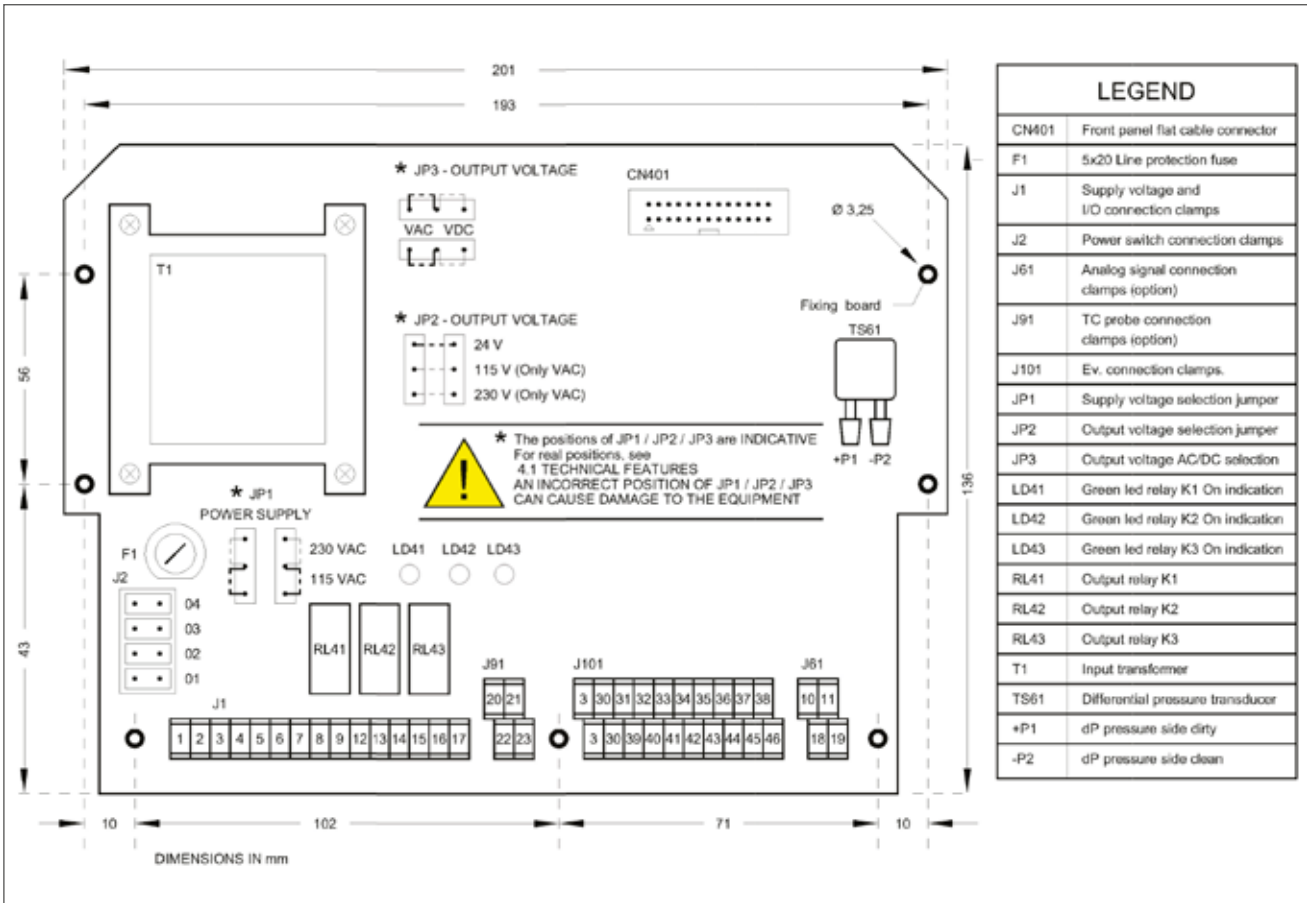 201
193
* JP3 - OUTPUT VOLTAGE
VAC VDC
CN401
Ø 3,25
Fixing board
T1
* JP2 - OUTPUT VOLTAGE
24 V
115 V (Only VAC)
230 V (Only VAC)
TS61
+P1 -P2
56
43
136
! * The positions of JP1 / JP2 / JP3 are INDICATIVE
For real positions, see
4.1 TECHNICAL FEATURES
AN INCORRECT POSITION OF JP1 / JP2 / JP3
CAN CAUSE DAMAGE TO THE EQUIPMENT
* JP1
POWER SUPPLY
230 VAC
115 VAC
F1
J2
04
03
02
01
LD41 LD42 LD43
RL41 RL42 RL43
J1
1 2 3 4 5 6 7 8 9 12 13 14 15 16 17
J91
20 21
22 23
J101
3 30 31 32 33 34 35 36 37 38
3 30 39 40 41 42 43 44 45 46
J61
10 11
18 19
10 102 71 10
DIMENSIONS IN mm
LEGEND
CN401 Front panel flat cable connector
F1 5x20 Line protection fuse
J1 Supply voltage and
I/O connection clamps
J2 Power switch connection clamps
J61 Analog signal connection
clamps (option)
J91 TC probe connection
clamps (option)
J101 Ev. connection clamps.
JP1 Supply voltage selection jumper
JP2 Output voltage selection jumper
JP3 Output voltage AC/DC selection
LD41 Green led relay K1 On indication
LD42 Green led relay K2 On indication
LD43 Green led relay K3 On indication
RL41 Output relay K1
RL42 Output relay K2
RL43 Output relay K3
T1 Input transformer
TS61 Differential pressure transducer
+P1 dP pressure side dirty
-P2 dP pressure side clean